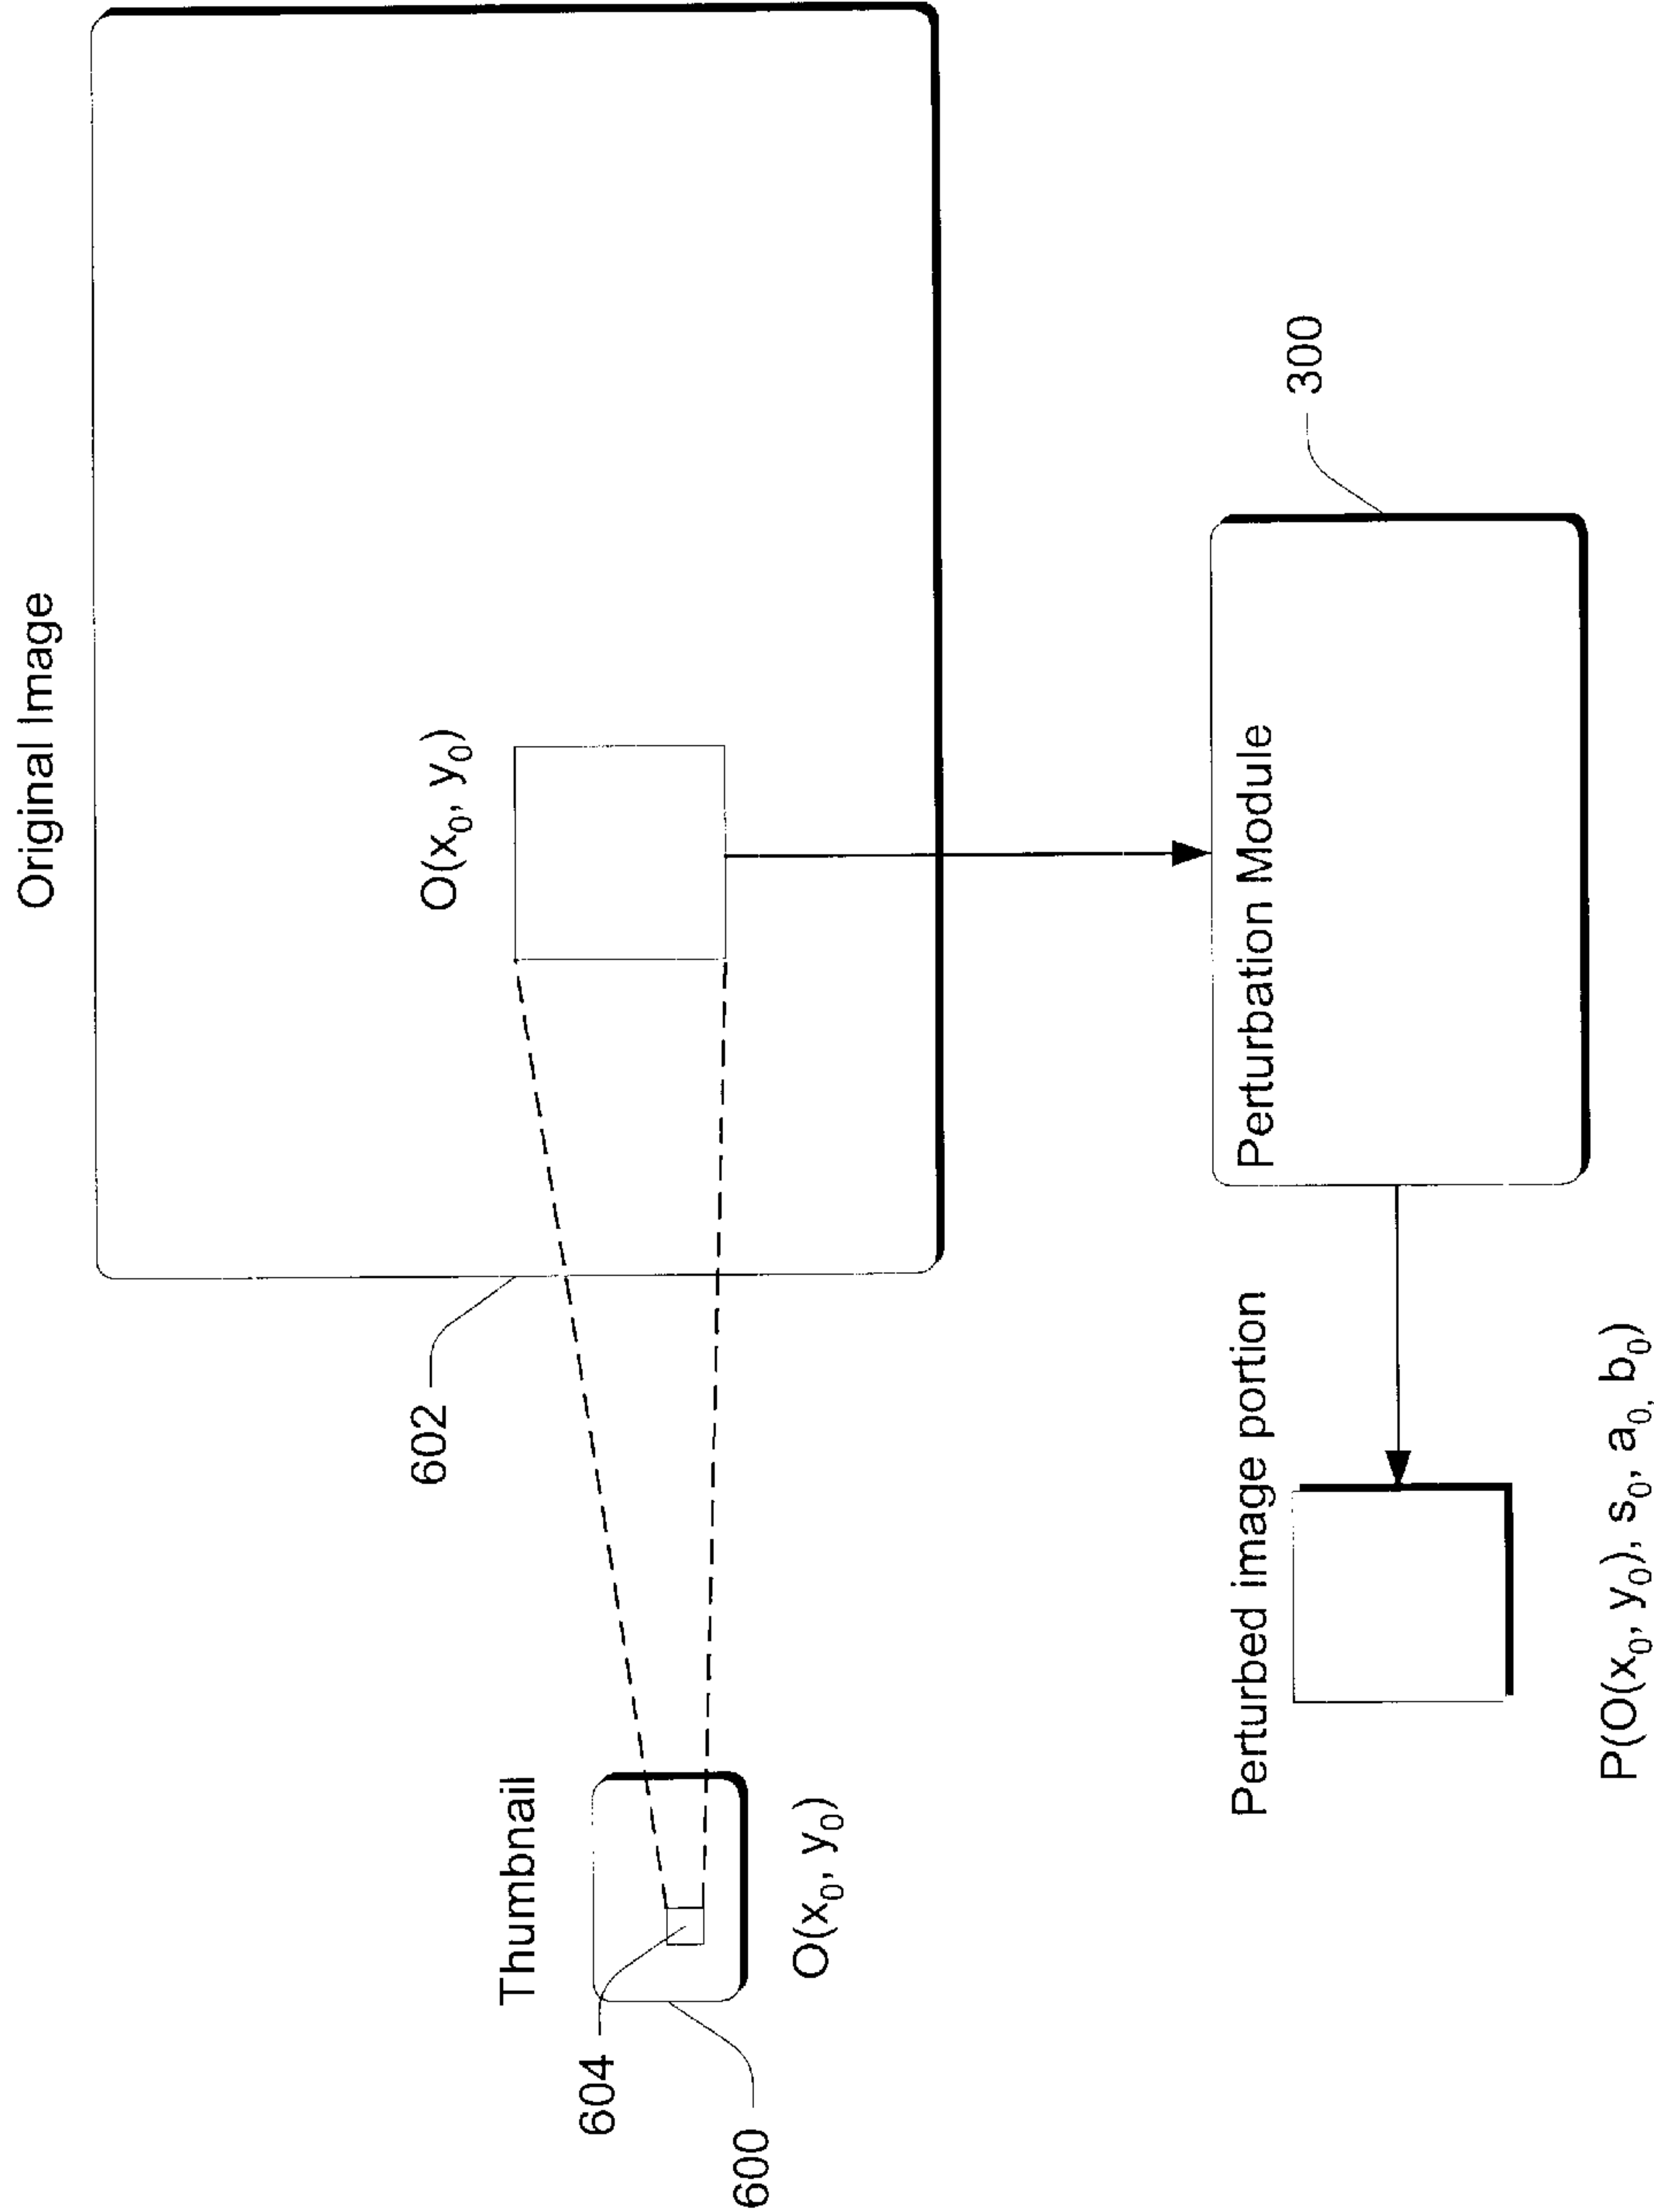 Original Image
O(x₀, y₀)
602
Thumbnail
604
600
O(x₀, y₀)
Perturbation Module
300
Perturbed image portion
P(O(x₀, y₀), s₀, a₀, b₀)